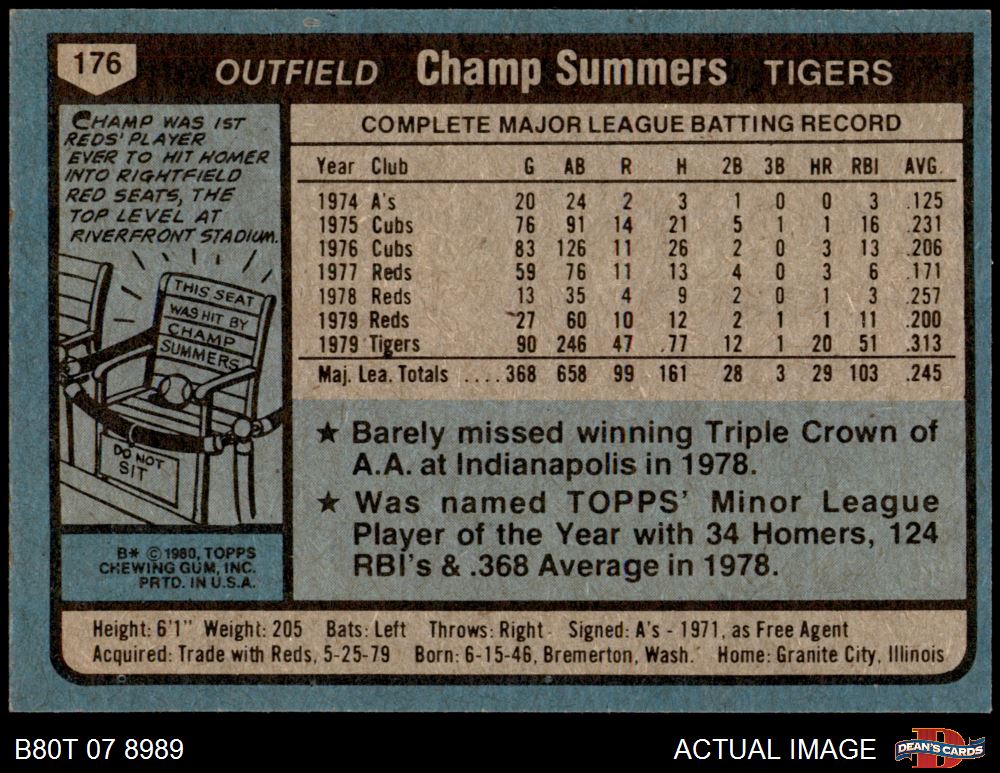 176
OUTFIELD Champ Summers TIGERS
CHAMP WAS 1ST
REDS' PLAYER
EVER TO HIT HOMER
INTO RIGHTFIELD
RED SEATS, THE
TOP LEVEL AT
RIVERFRONT STADIUM.
THIS SEAT
WAS HIT BY
CHAMP
SUMMERS
DO NOT
SIT
B* © 1980, TOPPS
CHEWING GUM, INC.
PRTD. IN U.S.A.
COMPLETE MAJOR LEAGUE BATTING RECORD
Year Club G AB R H 2B 3B HR RBI AVG.
1974 A's 20 24 2 3 1 0 0 3 .125
1975 Cubs 76 91 14 21 5 1 1 16 .231
1976 Cubs 83 126 11 26 2 0 3 13 .206
1977 Reds 59 76 11 13 4 0 3 6 .171
1978 Reds 13 35 4 9 2 0 1 3 .257
1979 Reds 27 60 10 12 2 1 1 11 .200
1979 Tigers 90 246 47 .77 12 1 20 51 .313
Maj. Lea. Totals ....368 658 99 161 28 3 29 103 .245
★ Barely missed winning Triple Crown of
A.A. at Indianapolis in 1978.
★ Was named TOPPS' Minor League
Player of the Year with 34 Homers, 124
RBI's & .368 Average in 1978.
Height: 6'1" Weight: 205 Bats: Left Throws: Right Signed: A's - 1971, as Free Agent
Acquired: Trade with Reds, 5-25-79 Born: 6-15-46, Bremerton, Wash. Home: Granite City, Illinois
B80T 07 8989
ACTUAL IMAGE
D
DEAN'S CARDS